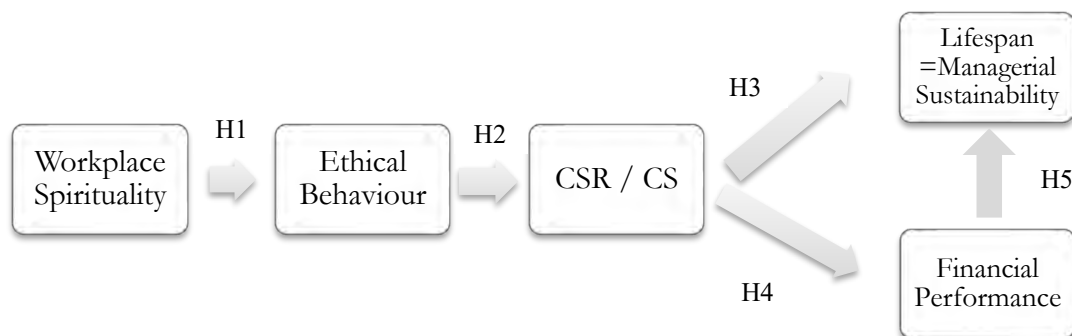 Lifespan
=Managerial
Sustainability
H3
H1
H2
Workplace
Spirituality
Ethical
Behaviour
CSR / CS
H5
H4
Financial
Performance